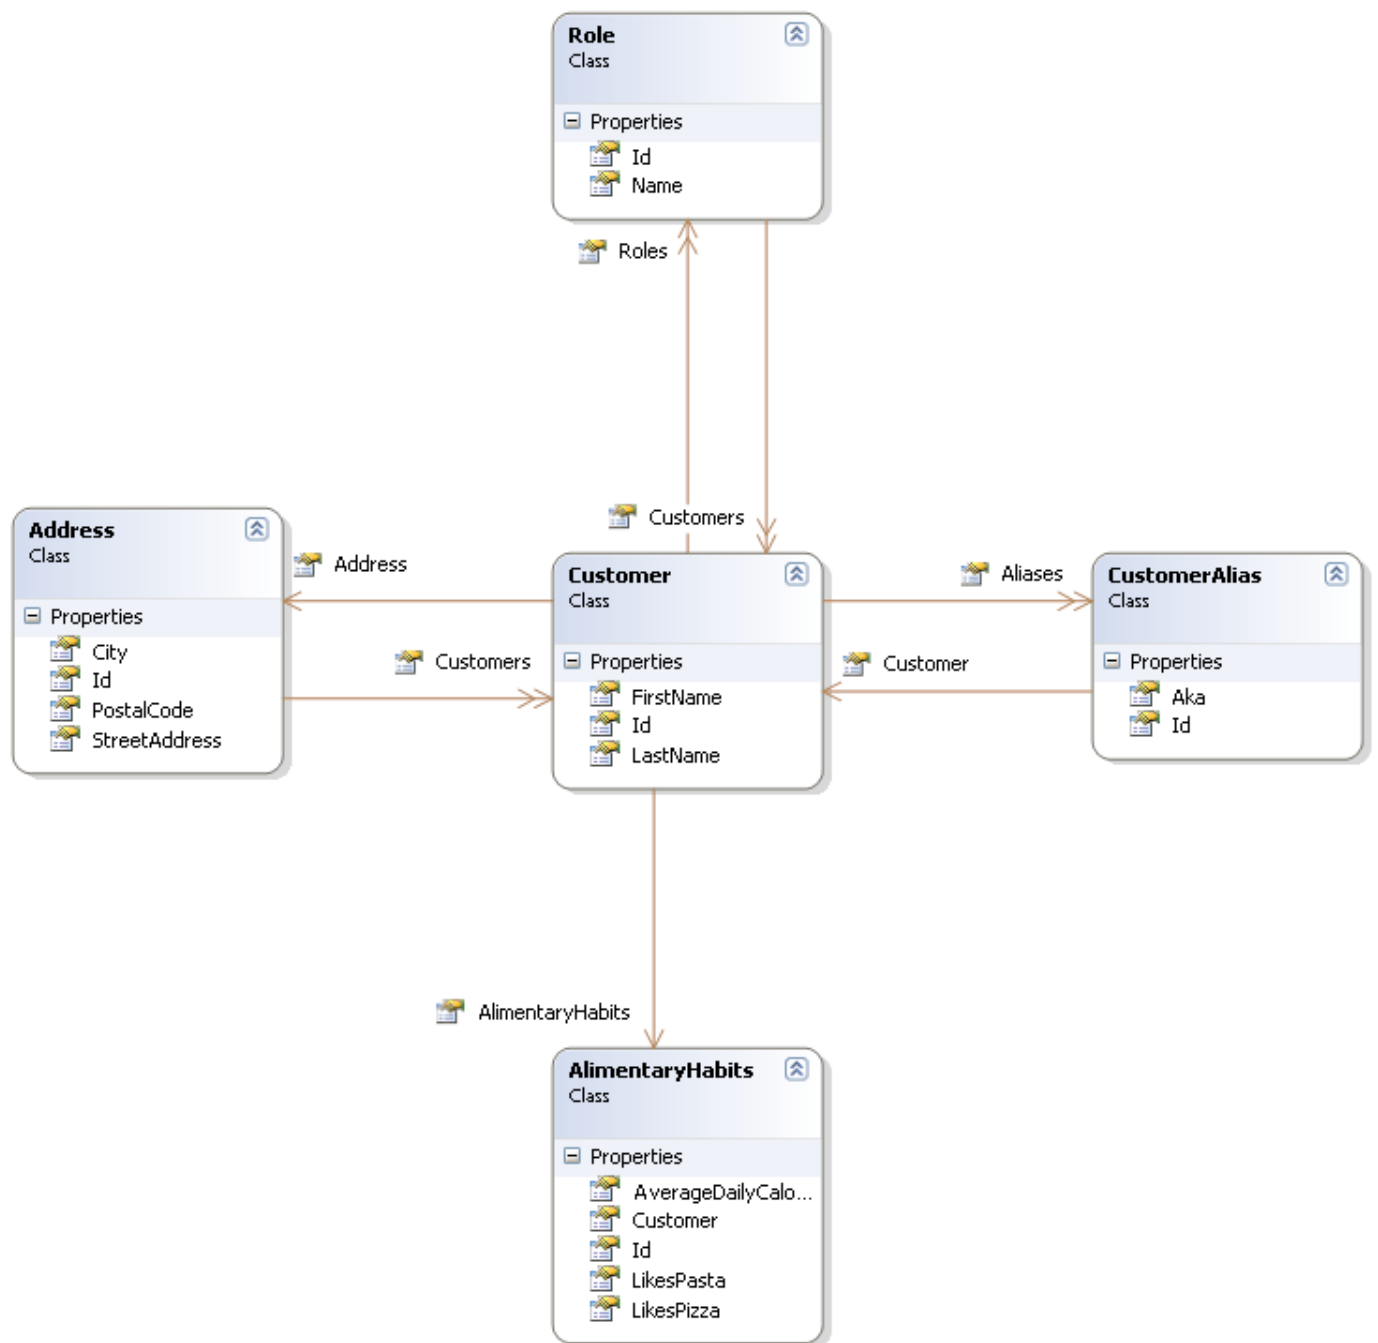 Role
Class
Properties
Id
Name
Roles
Customers
Address
Class
Properties
City
Id
PostalCode
StreetAddress
Address
Customers
Customer
Class
Properties
FirstName
Id
LastName
Aliases
Customer
CustomerAlias
Class
Properties
Aka
Id
AlimentaryHabits
AlimentaryHabits
Class
Properties
AverageDailyCalo...
Customer
Id
LikesPasta
LikesPizza